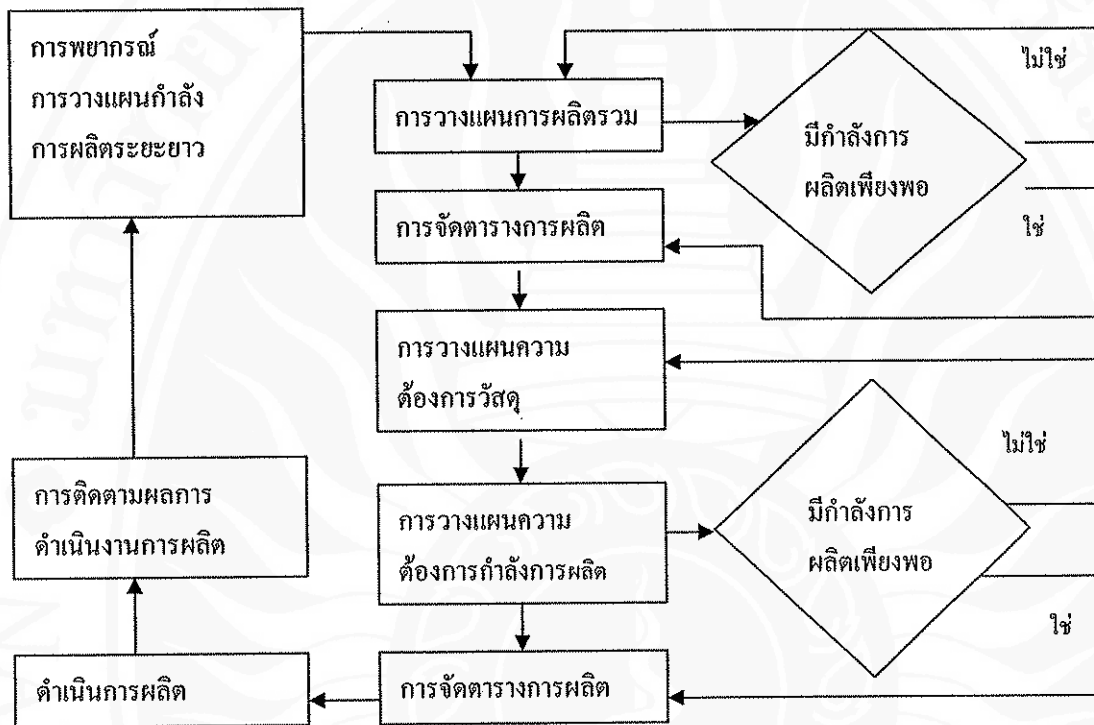 การพยากรณ์
การวางแผนกำลัง
การผลิตระยะยาว
การวางแผนการผลิตรวม
มีกำลังการ
ผลิตเพียงพอ
ไม่ใช่
ใช่
การจัดตารางการผลิต
การวางแผนความ
ต้องการวัสดุ
การวางแผนความ
ต้องการกำลังการผลิต
มีกำลังการ
ผลิตเพียงพอ
ไม่ใช่
ใช่
การจัดตารางการผลิต
ดำเนินการผลิต
การติดตามผลการ
ดำเนินงานการผลิต